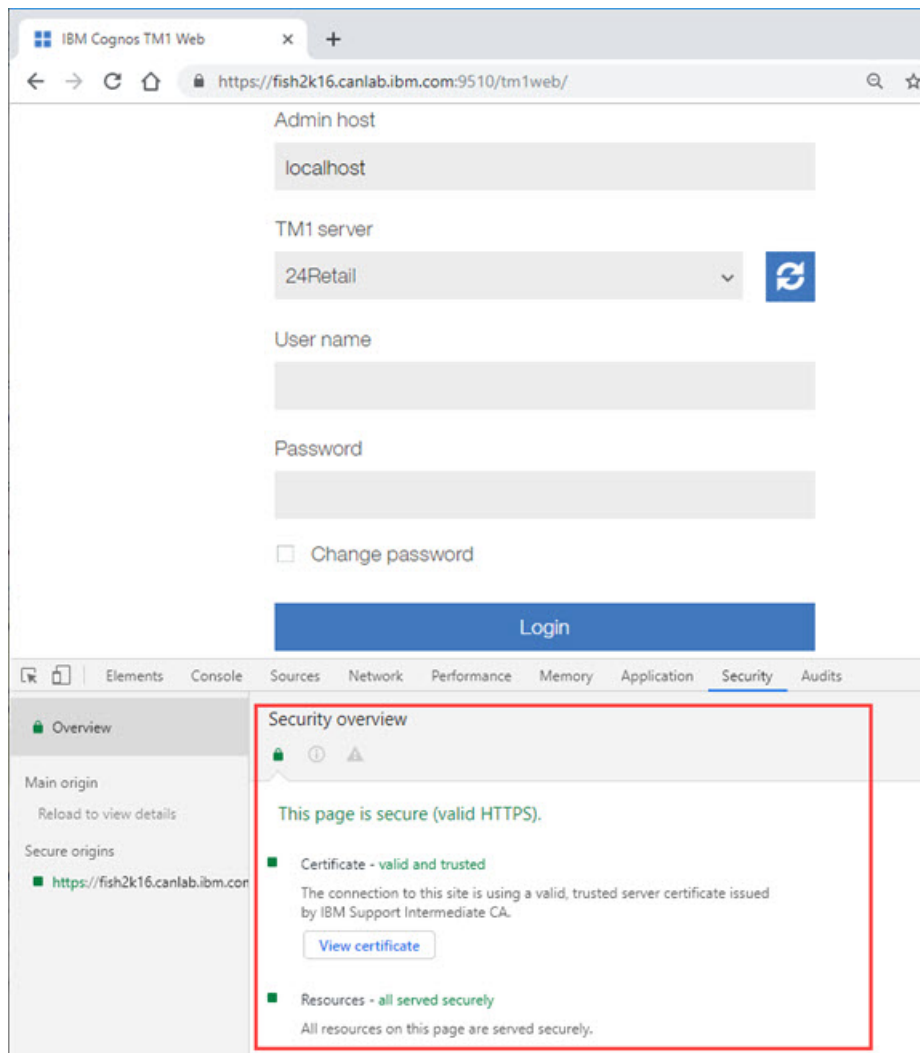 IBM Cognos TM1 Web
https://fish2k16.canlab.ibm.com:9510/tm1web/
Admin host
localhost
TM1 server
24Retail
User name
Password
Change password
Login
Elements Console Sources Network Performance Memory Application Security Audits
Overview
Main origin
Reload to view details
Secure origins
https://fish2k16.canlab.ibm.con
Security overview
This page is secure (valid HTTPS).
Certificate - valid and trusted
The connection to this site is using a valid, trusted server certificate issued
by IBM Support Intermediate CA.
View certificate
Resources - all served securely
All resources on this page are served securely.